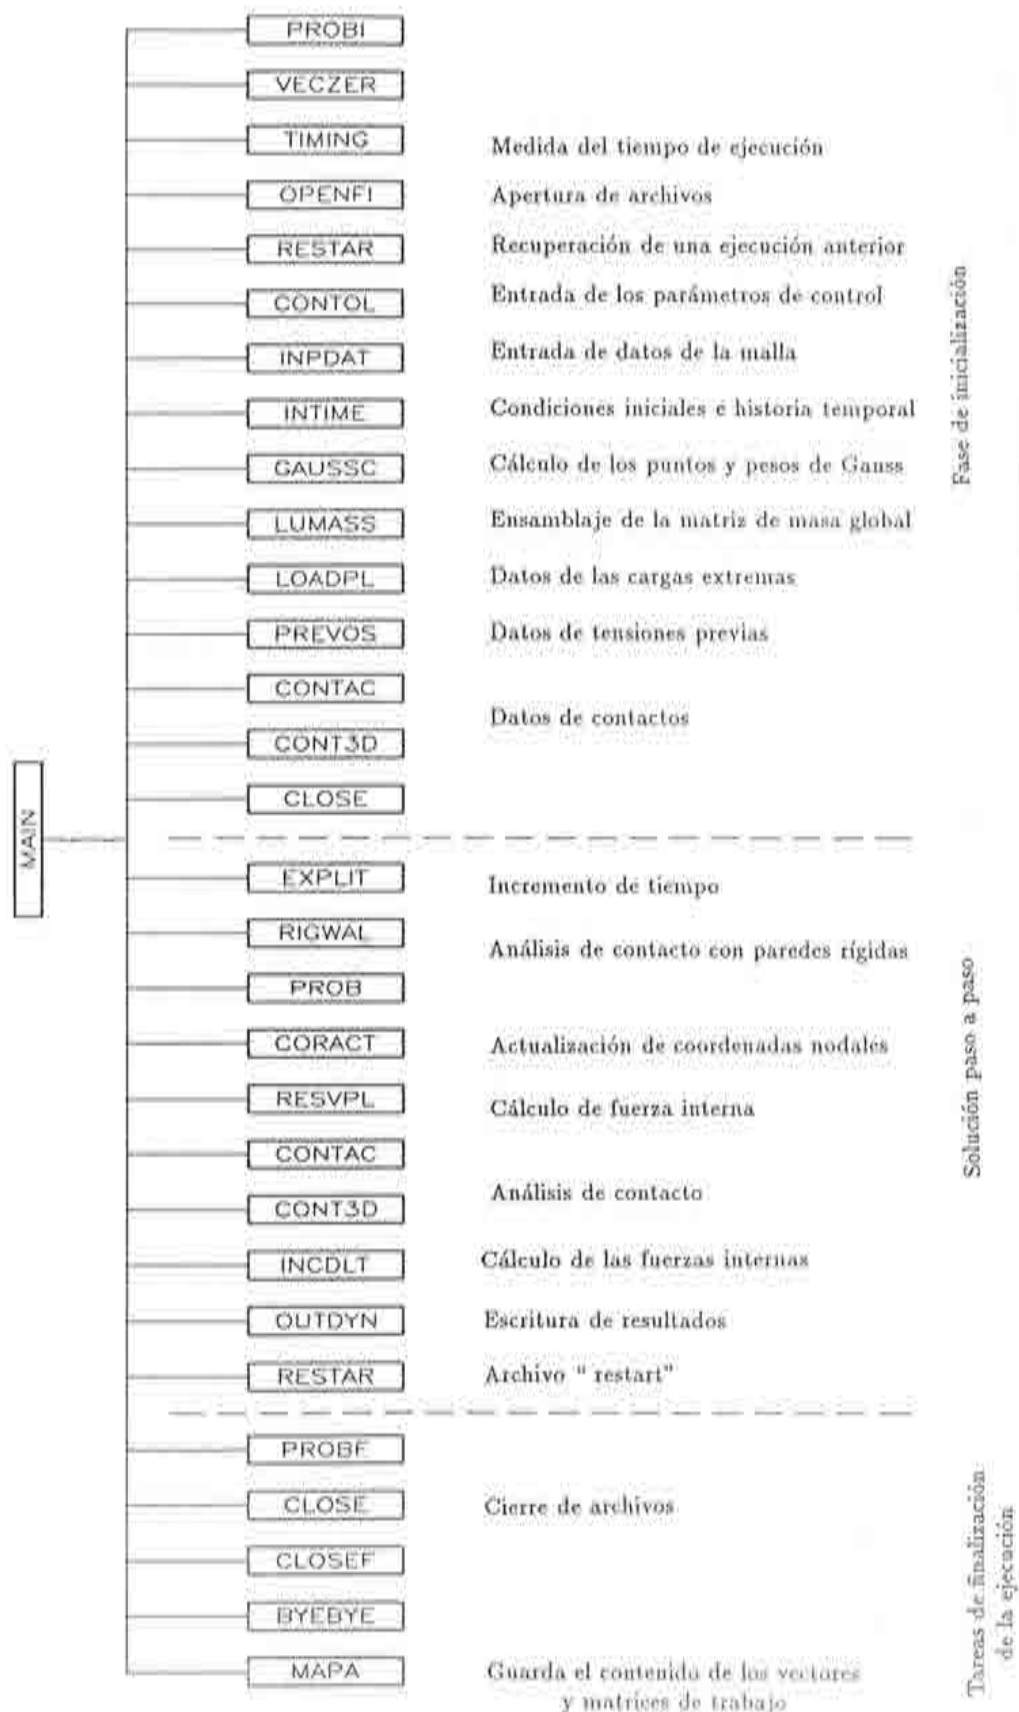 PROBI
VECZER
TIMING Medida del tiempo de ejecución
OPENFI Apertura de archivos
RESTAR Recuperación de una ejecución anterior
CONTOL Entrada de los parámetros de control
INPDAT Entrada de datos de la malla
INTIME Condiciones iniciales e historia temporal
GAUSSC Cálculo de los puntos y pesos de Gauss
LUMASS Ensamblaje de la matriz de masa global
LOADPL Datos de las cargas extremas
PREVOS Datos de tensiones previas
CONTAC
Datos de contactos
CONT3D
CLOSE
Fase de inicialización
MAIN
EXPLIT Incremento de tiempo
RIGWAL Análisis de contacto con paredes rígidas
PROB
CORACT Actualización de coordenadas nodales
RESVPL Cálculo de fuerza interna
CONTAC
Análisis de contacto
CONT3D
INCDLT Cálculo de las fuerzas internas
OUTDYN Escritura de resultados
RESTAR Archivo " restart"
Solución paso a paso
PROBF
CLOSE Cierre de archivos
CLOSEF
BYEBYE
MAPA Guarda el contenido de los vectores
y matrices de trabajo
Tareas de finalización
de la ejecución